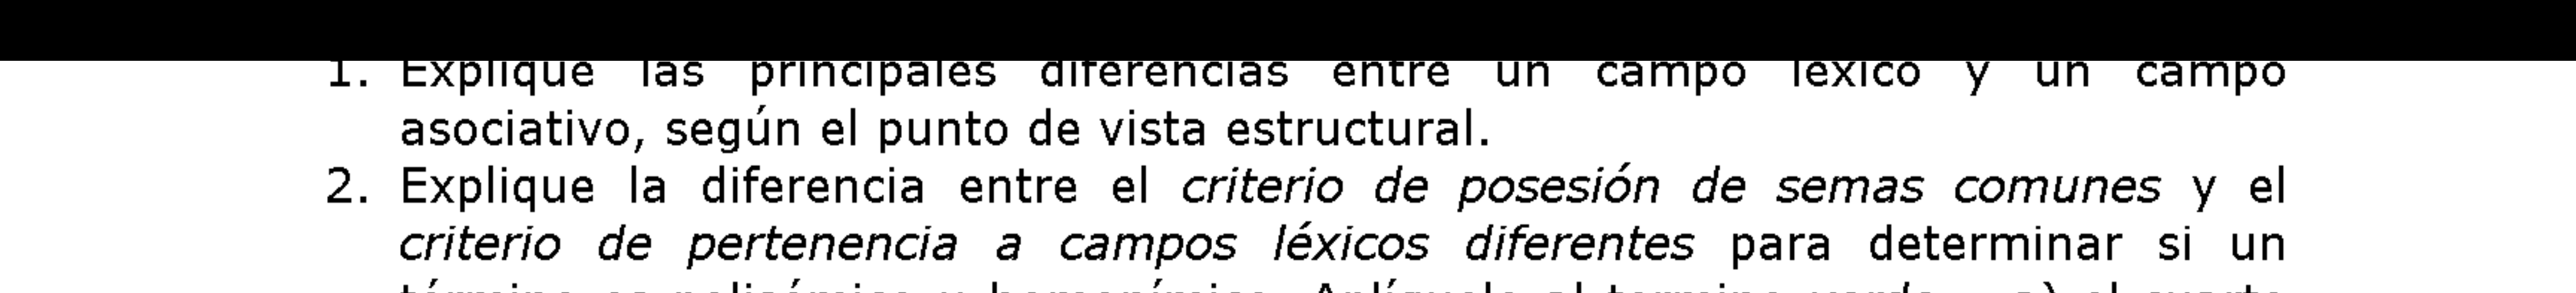 1. Explique las principales diferencias entre un campo léxico y un campo
asociativo, según el punto de vista estructural.
2. Explique la diferencia entre el criterio de posesión de semas comunes y el
criterio de pertenencia a campos léxicos diferentes para determinar si un